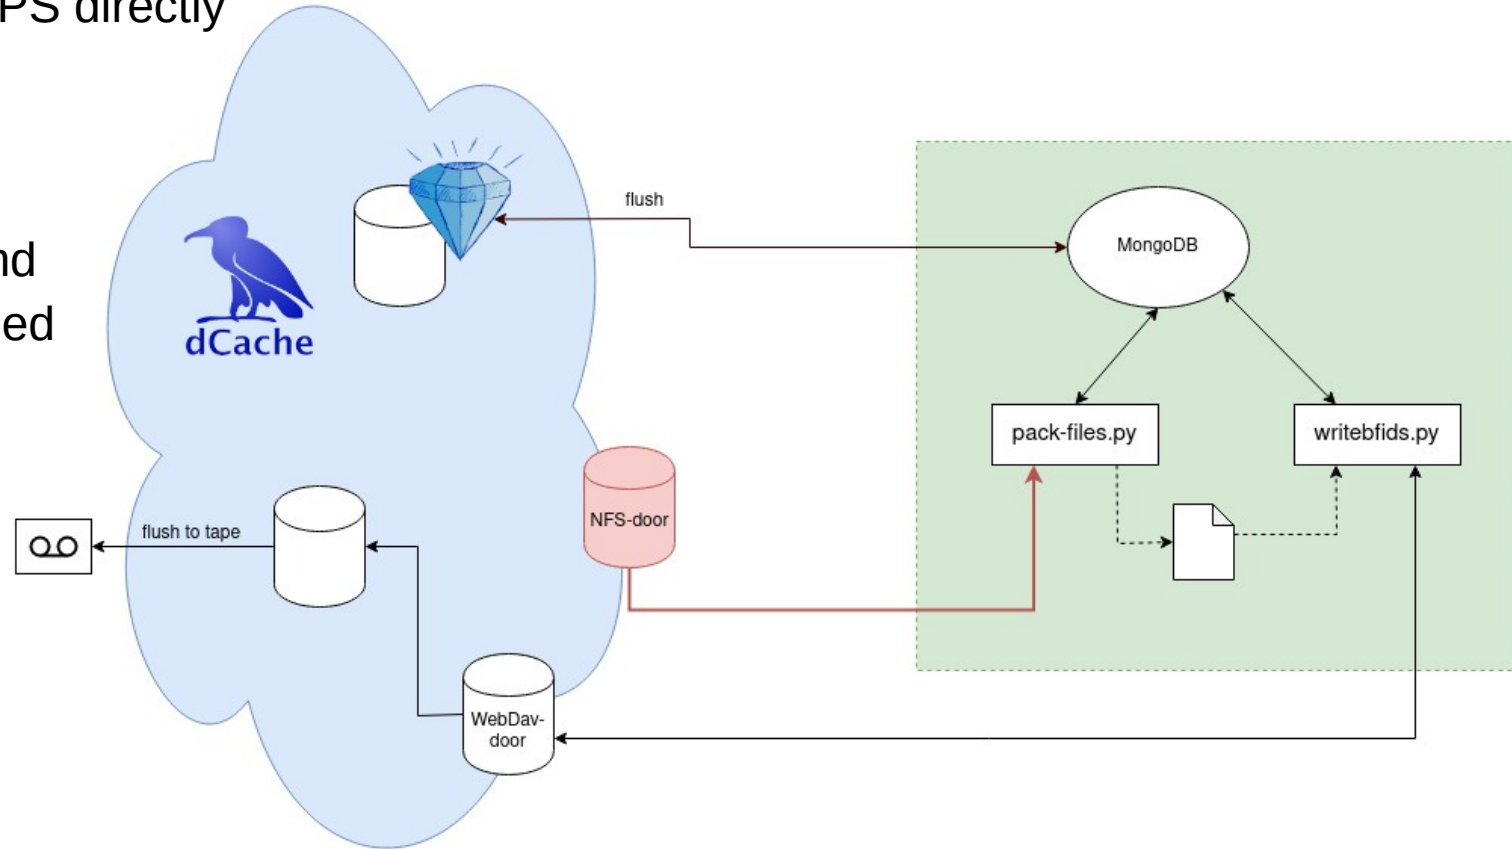 PS directly
flush
MongoDB
nd
dCache
ed
pack-files.py
writebfids.py
NFS-door
flush to tape
WebDav-
door